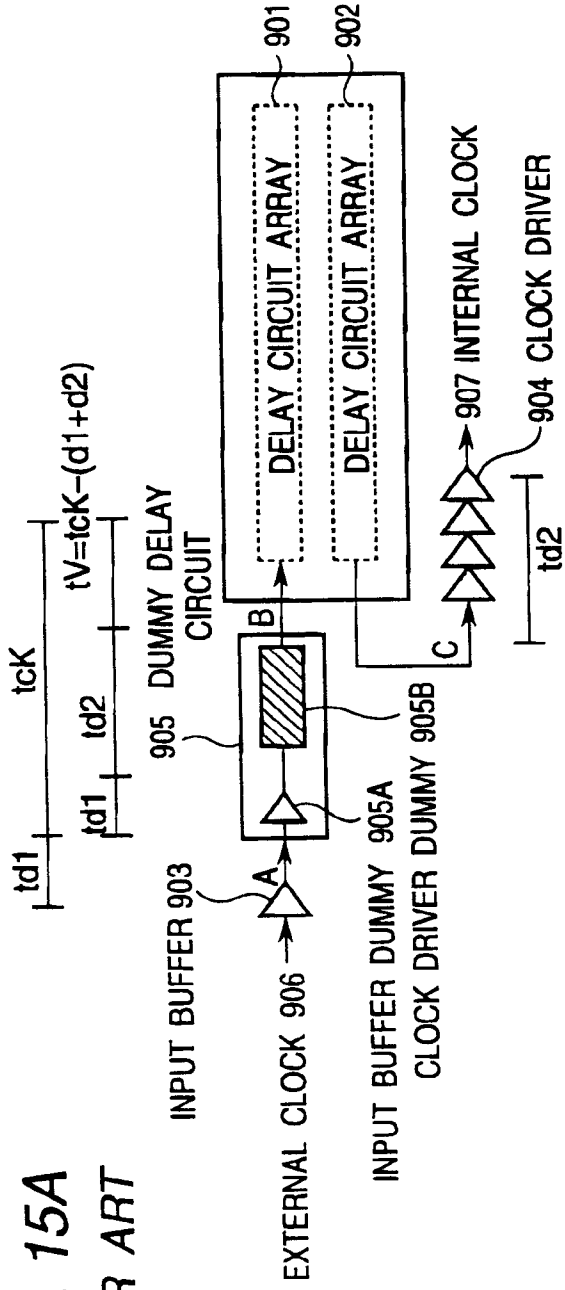 15A
R ART
td1
tcK
td1
td2
tV=tcK-(d1+d2)
INPUT BUFFER 903
905 DUMMY DELAY
CIRCUIT
A
B
EXTERNAL CLOCK 906
DELAY CIRCUIT ARRAY
901
DELAY CIRCUIT ARRAY
902
INPUT BUFFER DUMMY 905A
CLOCK DRIVER DUMMY 905B
C
907 INTERNAL CLOCK
904 CLOCK DRIVER
td2